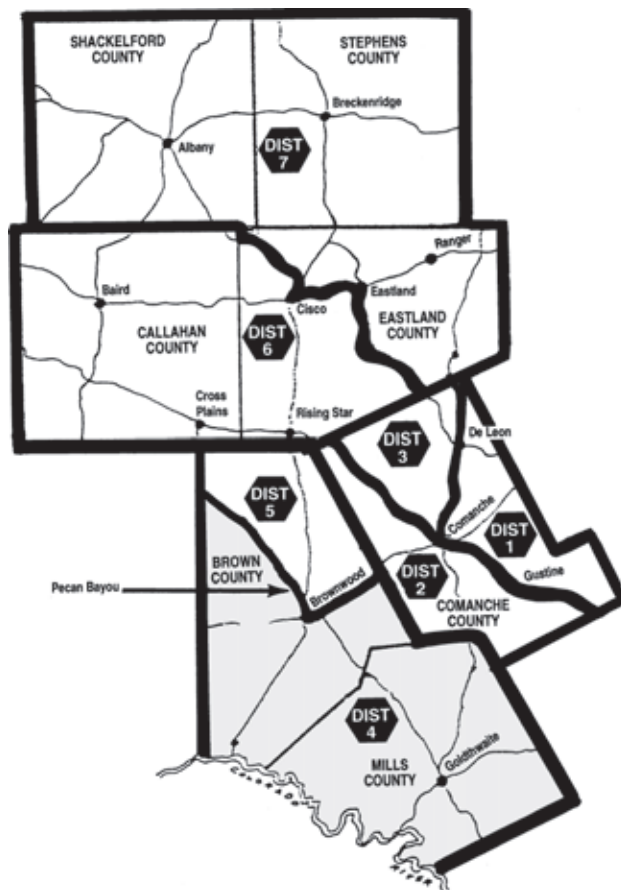 SHACKELFORD
COUNTY
STEPHENS
COUNTY
Breckenridge
Albany
DIST
7
Ranger
Baird
Eastland
Cisco
CALLAHAN
COUNTY
DIST
6
EASTLAND
COUNTY
Cross
Plains
Rising Star
DIST
3
De Leon
DIST
5
Comanche
DIST
1
BROWN
COUNTY
Gustine
Pecan Bayou
Brownwood
DIST
2
COMANCHE
COUNTY
DIST
4
Goldthwaite
MILLS
COUNTY
COLORADO
RIVER